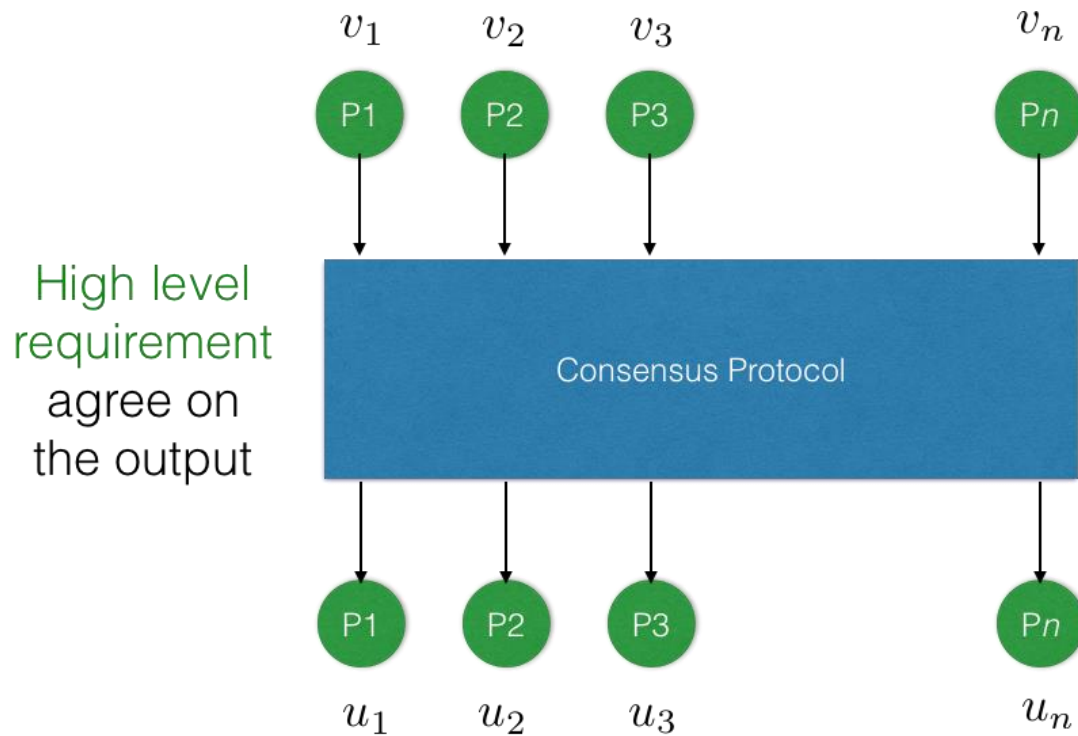 v₁ v₂ v₃ vₙ
P1 P2 P3 Pn
High level
requirement
agree on
the output
Consensus Protocol
P1 P2 P3 Pn
u₁ u₂ u₃ uₙ